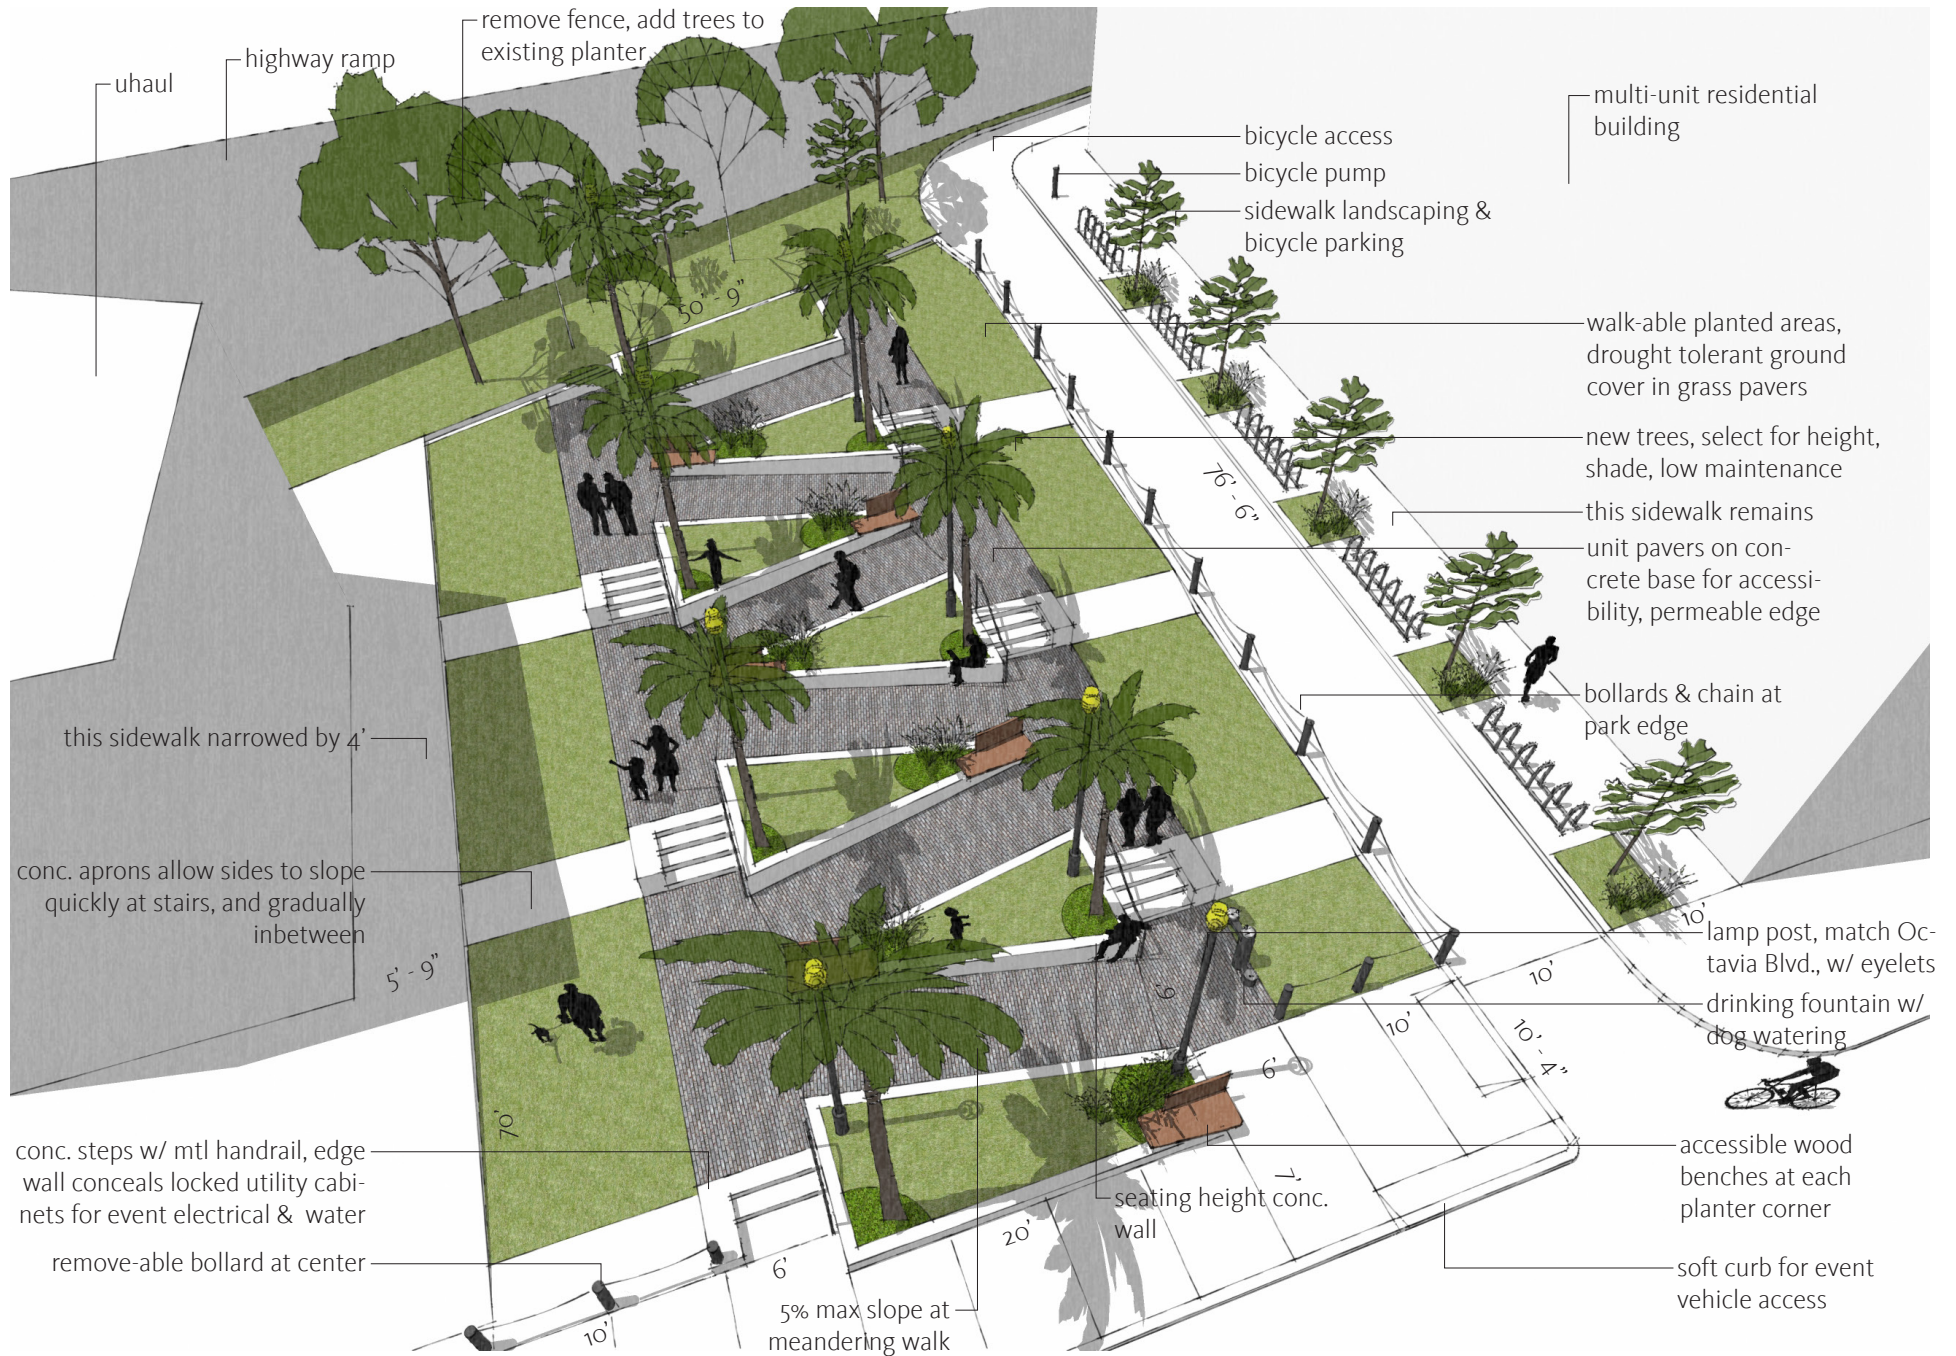 remove fence, add trees to
existing planter
highway ramp
uhaul
multi-unit residential
building
bicycle access
bicycle pump
sidewalk landscaping &
bicycle parking
50' - 9"
walk-able planted areas,
drought tolerant ground
cover in grass pavers
new trees, select for height,
shade, low maintenance
76' - 6"
this sidewalk remains
unit pavers on con-
crete base for accessi-
bility, permeable edge
bollards & chain at
park edge
this sidewalk narrowed by 4'
conc. aprons allow sides to slope
quickly at stairs, and gradually
inbetween
5' - 9"
10'
lamp post, match Oc-
tavia Blvd., w/ eyelets
10'
9'
drinking fountain w/
dog watering
10'
10' - 4"
6'
70'
conc. steps w/ mtl handrail, edge
wall conceals locked utility cabi-
nets for event electrical & water
accessible wood
benches at each
planter corner
7'
seating height conc.
wall
20'
remove-able bollard at center
6'
soft curb for event
vehicle access
5% max slope at
meandering walk
10'